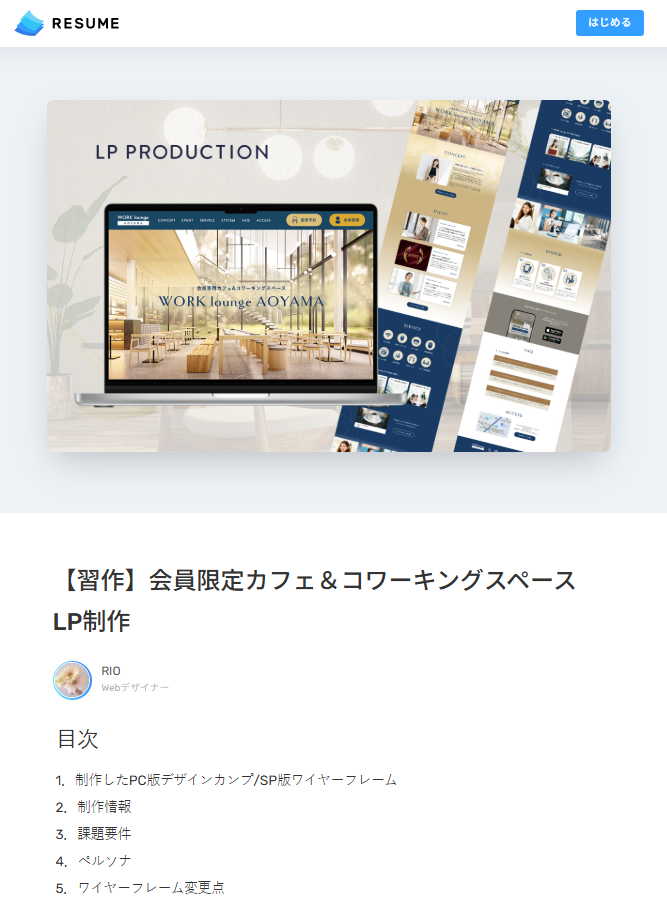 RESUME
はじめる
LP PRODUCTION
WORK lounge
AOYAMA
CONCEPT EVENT SERVICE SYSTEM FAQ ACCESS
会員登録
会員専用カフェ&コワーキングスペース
WORK lounge AOYAMA
CONCEPT
EVENT
SERVICE
FAQ
ACCESS
【習作】会員限定カフェ＆コワーキングスペース
LP制作
RIO
Webデザイナー
目次
1. 制作したPC版デザインカンプ/SP版ワイヤーフレーム
2. 制作情報
3. 課題要件
4. ペルソナ
5. ワイヤーフレーム変更点